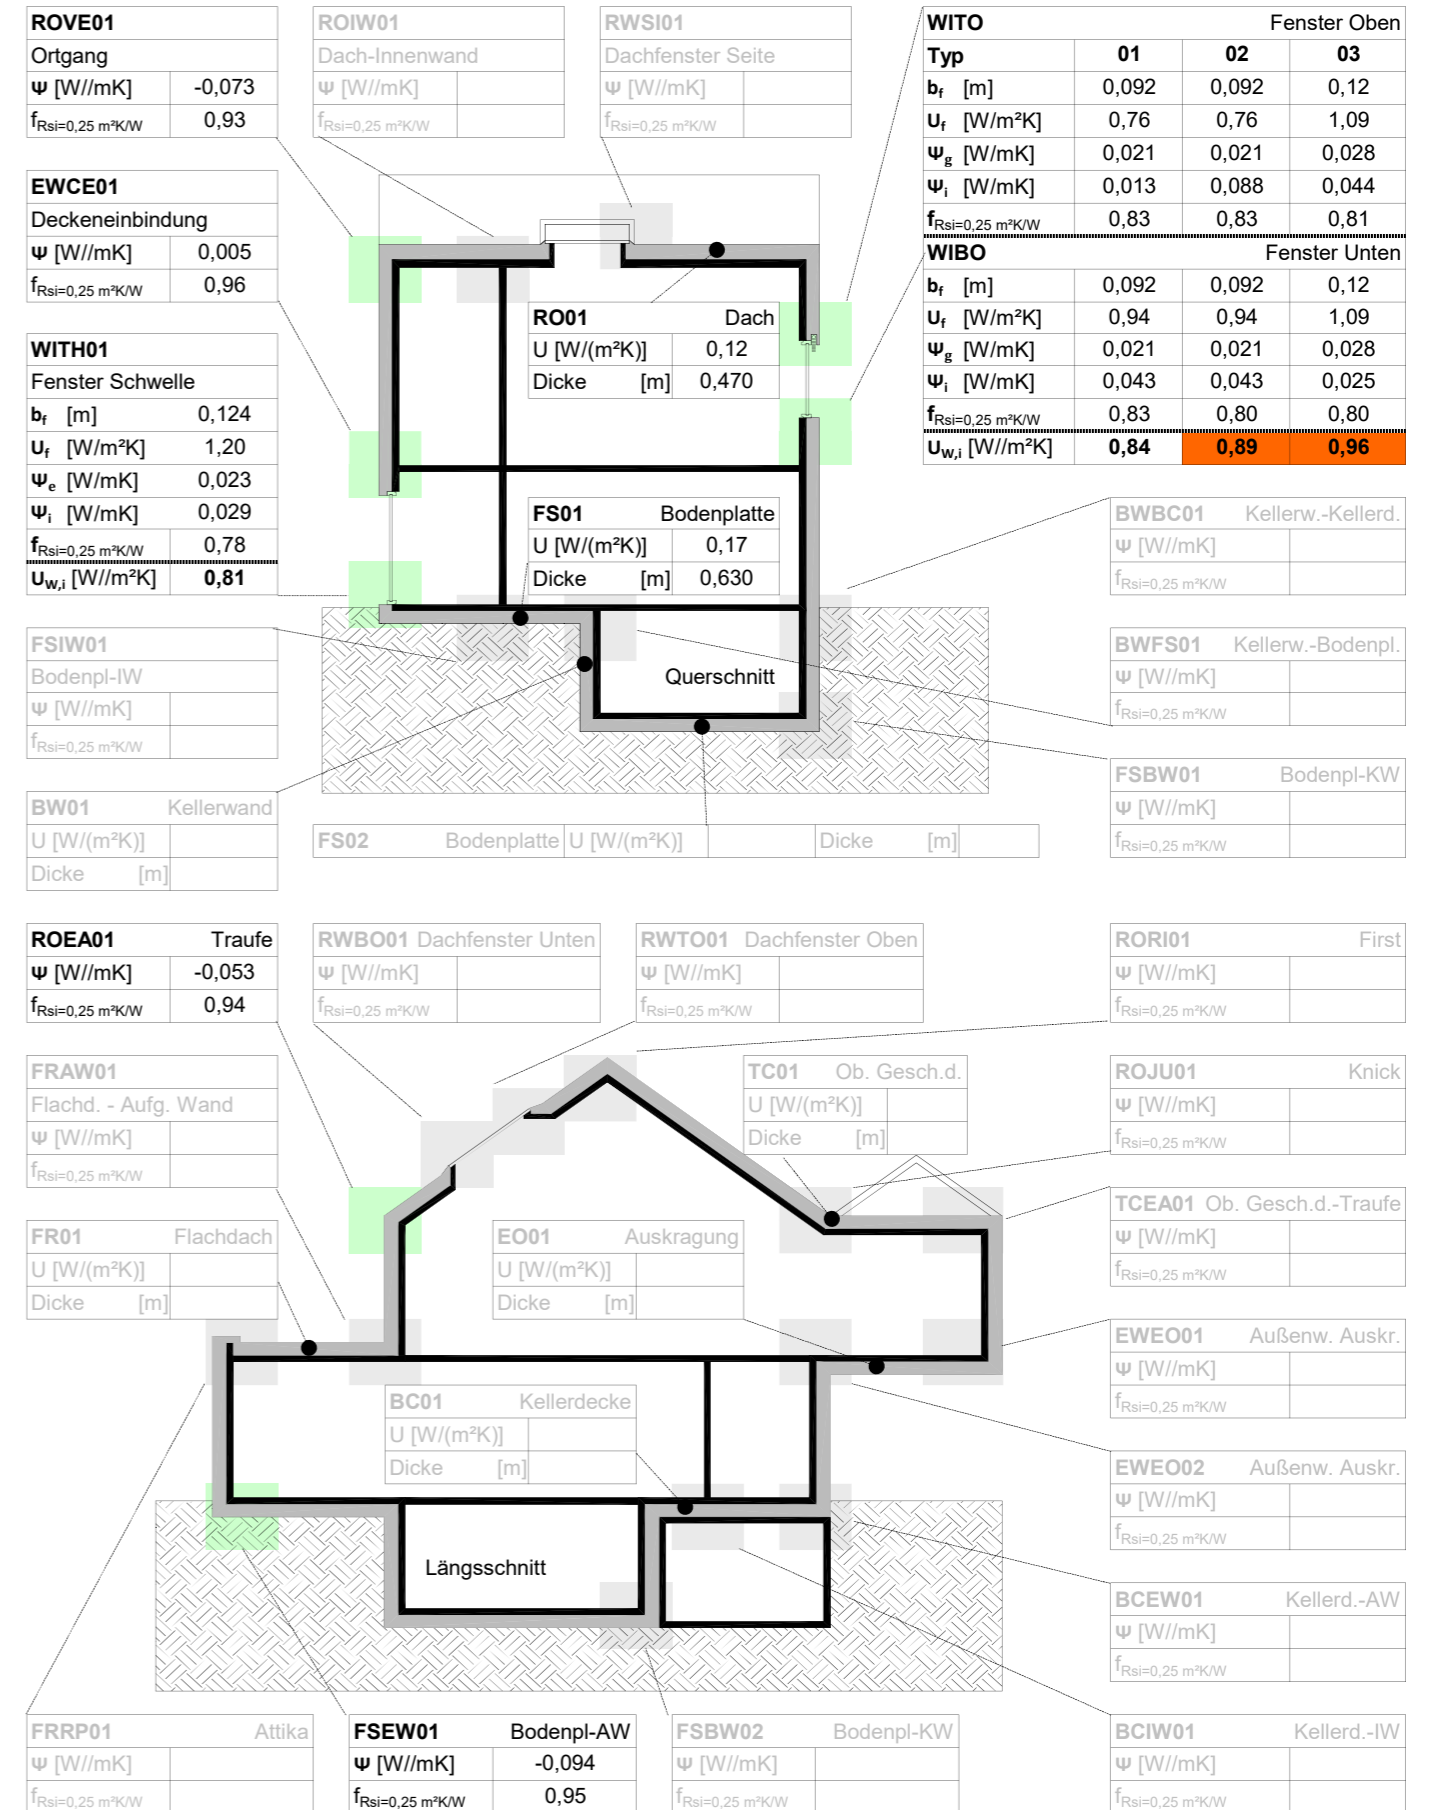 ROVE01
Ortgang
Ψ [W//mK] -0,073
fRsi=0,25 m²K/W 0,93
ROIW01
Dach-Innenwand
Ψ [W//mK]
fRsi=0,25 m²K/W
RWSI01
Dachfenster Seite
Ψ [W//mK]
fRsi=0,25 m²K/W
WITO Fenster Oben
Typ 01 02 03
bf [m] 0,092 0,092 0,12
Uf [W/m²K] 0,76 0,76 1,09
Ψg [W/mK] 0,021 0,021 0,028
Ψi [W/mK] 0,013 0,088 0,044
fRsi=0,25 m²K/W 0,83 0,83 0,81
WIBO Fenster Unten
bf [m] 0,092 0,092 0,12
Uf [W/m²K] 0,94 0,94 1,09
Ψg [W/mK] 0,021 0,021 0,028
Ψi [W/mK] 0,043 0,043 0,025
fRsi=0,25 m²K/W 0,83 0,80 0,80
UW,i [W//m²K] 0,84 0,89 0,96
EWCE01
Deckeneinbindung
Ψ [W//mK] 0,005
fRsi=0,25 m²K/W 0,96
WITH01
Fenster Schwelle
bf [m] 0,124
Uf [W/m²K] 1,20
Ψe [W/mK] 0,023
Ψi [W/mK] 0,029
fRsi=0,25 m²K/W 0,78
UW,i [W//m²K] 0,81
RO01 Dach
U [W/(m²K)] 0,12
Dicke [m] 0,470
FS01 Bodenplatte
U [W/(m²K)] 0,17
Dicke [m] 0,630
Querschnitt
BWBC01 Kellerw.-Kellerd.
Ψ [W//mK]
fRsi=0,25 m²K/W
FSIW01
Bodenpl-IW
Ψ [W//mK]
fRsi=0,25 m²K/W
BWFS01 Kellerw.-Bodenpl.
Ψ [W//mK]
fRsi=0,25 m²K/W
FSBW01 Bodenpl-KW
Ψ [W//mK]
fRsi=0,25 m²K/W
BW01 Kellerwand
U [W/(m²K)]
Dicke [m]
FS02 Bodenplatte U [W/(m²K)] Dicke [m]
ROEA01 Traufe
Ψ [W//mK] -0,053
fRsi=0,25 m²K/W 0,94
RWBO01 Dachfenster Unten
Ψ [W//mK]
fRsi=0,25 m²K/W
RWTO01 Dachfenster Oben
Ψ [W//mK]
fRsi=0,25 m²K/W
RORI01 First
Ψ [W//mK]
fRsi=0,25 m²K/W
FRAW01
Flachd. - Aufg. Wand
Ψ [W//mK]
fRsi=0,25 m²K/W
TC01 Ob. Gesch.d.
U [W/(m²K)]
Dicke [m]
ROJU01 Knick
Ψ [W//mK]
fRsi=0,25 m²K/W
TCEA01 Ob. Gesch.d.-Traufe
Ψ [W//mK]
fRsi=0,25 m²K/W
FR01 Flachdach
U [W/(m²K)]
Dicke [m]
EO01 Auskragung
U [W/(m²K)]
Dicke [m]
EWEO01 Außenw. Auskr.
Ψ [W//mK]
fRsi=0,25 m²K/W
BC01 Kellerdecke
U [W/(m²K)]
Dicke [m]
EWEO02 Außenw. Auskr.
Ψ [W//mK]
fRsi=0,25 m²K/W
Längsschnitt
BCEW01 Kellerd.-AW
Ψ [W//mK]
fRsi=0,25 m²K/W
FRRP01 Attika
Ψ [W//mK]
fRsi=0,25 m²K/W
FSEW01 Bodenpl-AW
Ψ [W//mK] -0,094
fRsi=0,25 m²K/W 0,95
FSBW02 Bodenpl-KW
Ψ [W//mK]
fRsi=0,25 m²K/W
BCIW01 Kellerd.-IW
Ψ [W//mK]
fRsi=0,25 m²K/W